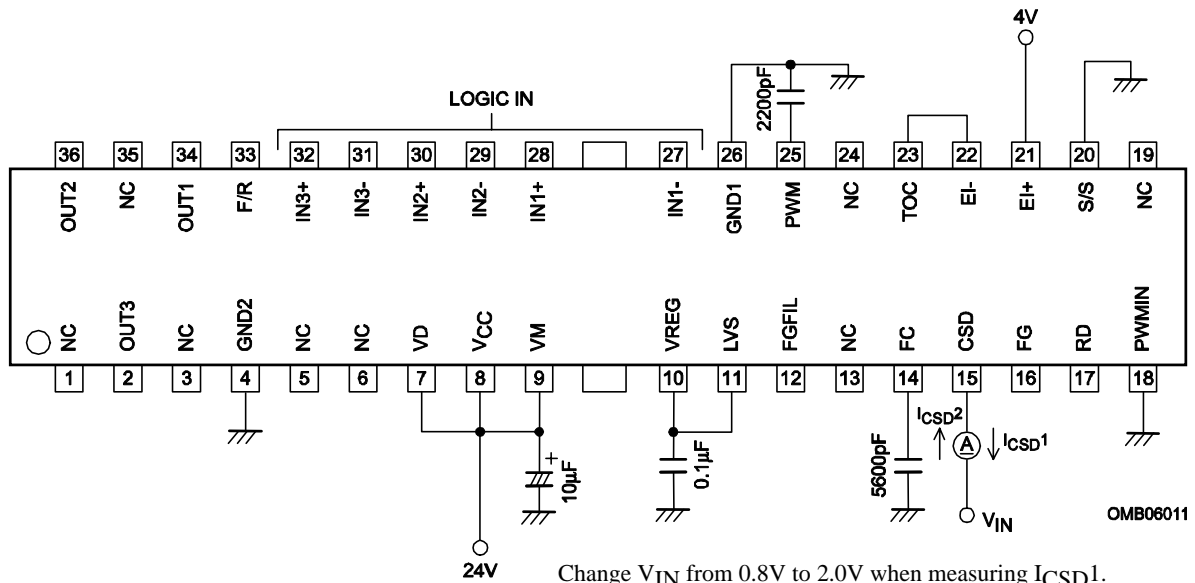 4V
2200pF
LOGIC IN
36 35 34 33 32 31 30 29 28 27 26 25 24 23 22 21 20 19
OUT2 NC OUT1 F/R IN3+ IN3- IN2+ IN2- IN1+ IN1- GND1 PWM NC TOC EI- EI+ S/S NC
NC OUT3 NC GND2 NC NC VD VCC VM VREG LVS FGFIL NC FC CSD FG RD PWMIN
1 2 3 4 5 6 7 8 9 10 11 12 13 14 15 16 17 18
ICSD2
A
ICSD1
+
10μF
0.1μF
5600pF
VIN
OMB06011
24V
Change VIN from 0.8V to 2.0V when measuring ICSD1.